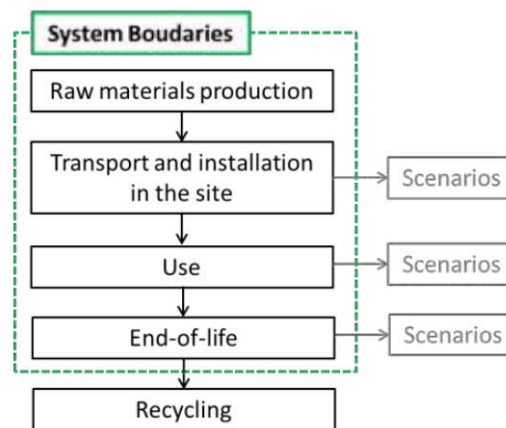 System Boudaries
Raw materials production
Transport and installation
in the site
Scenarios
Use
Scenarios
End-of-life
Scenarios
Recycling